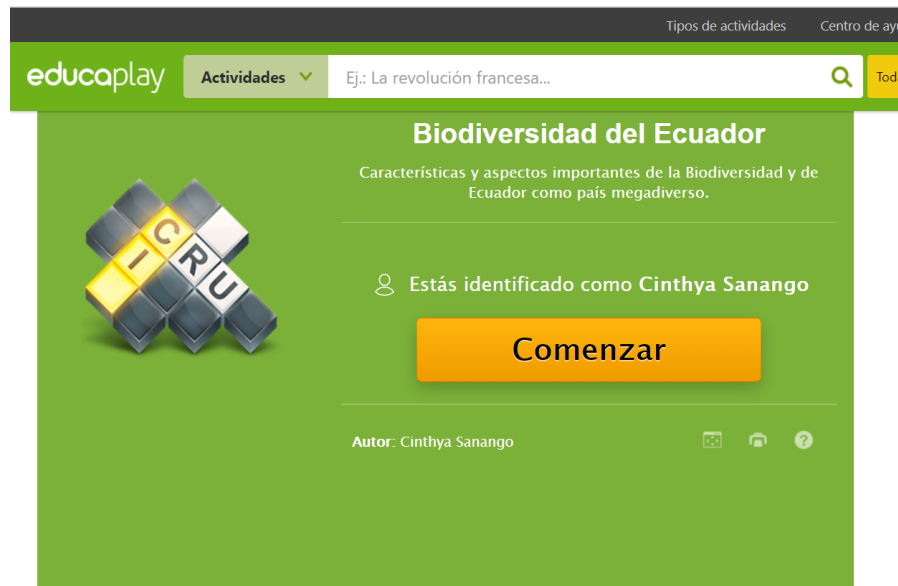 Tipos de actividades Centro de ay
educaplay Actividades Ej.: La revolución francesa... Tod
Biodiversidad del Ecuador
Características y aspectos importantes de la Biodiversidad y de
Ecuador como país megadiverso.
C
I R
U
Estás identificado como Cinthya Sanango
Comenzar
Autor: Cinthya Sanango